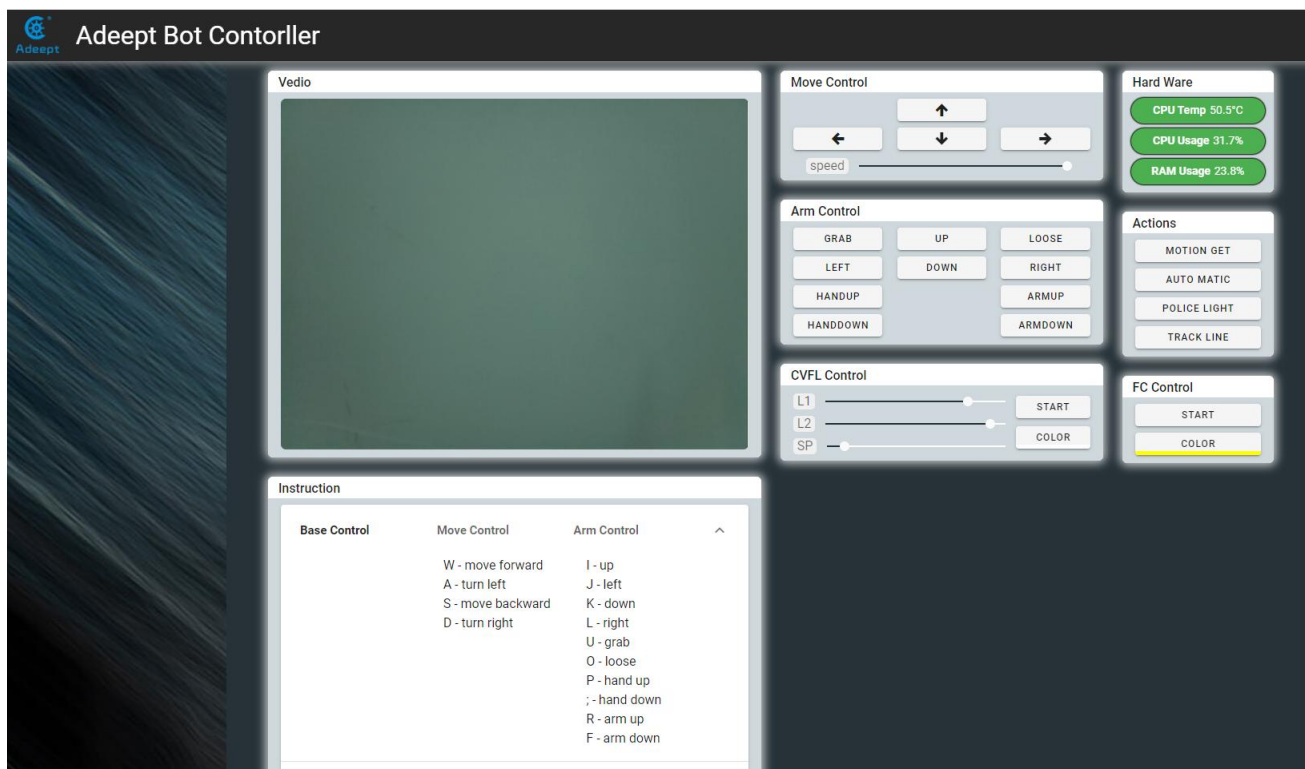 Adeept
Adeept Bot Contorller
Vedio
Move Control
speed
Hard Ware
CPU Temp 50.5°C
CPU Usage 31.7%
RAM Usage 23.8%
Arm Control
GRAB UP LOOSE
LEFT DOWN RIGHT
HANDUP ARMUP
HANDDOWN ARMDOWN
Actions
MOTION GET
AUTO MATIC
POLICE LIGHT
TRACK LINE
CVFL Control
L1 START
L2
SP COLOR
FC Control
START
COLOR
Instruction
Base Control Move Control Arm Control
W - move forward I - up
A - turn left J - left
S - move backward K - down
D - turn right L - right
U - grab
O - loose
P - hand up
; - hand down
R - arm up
F - arm down